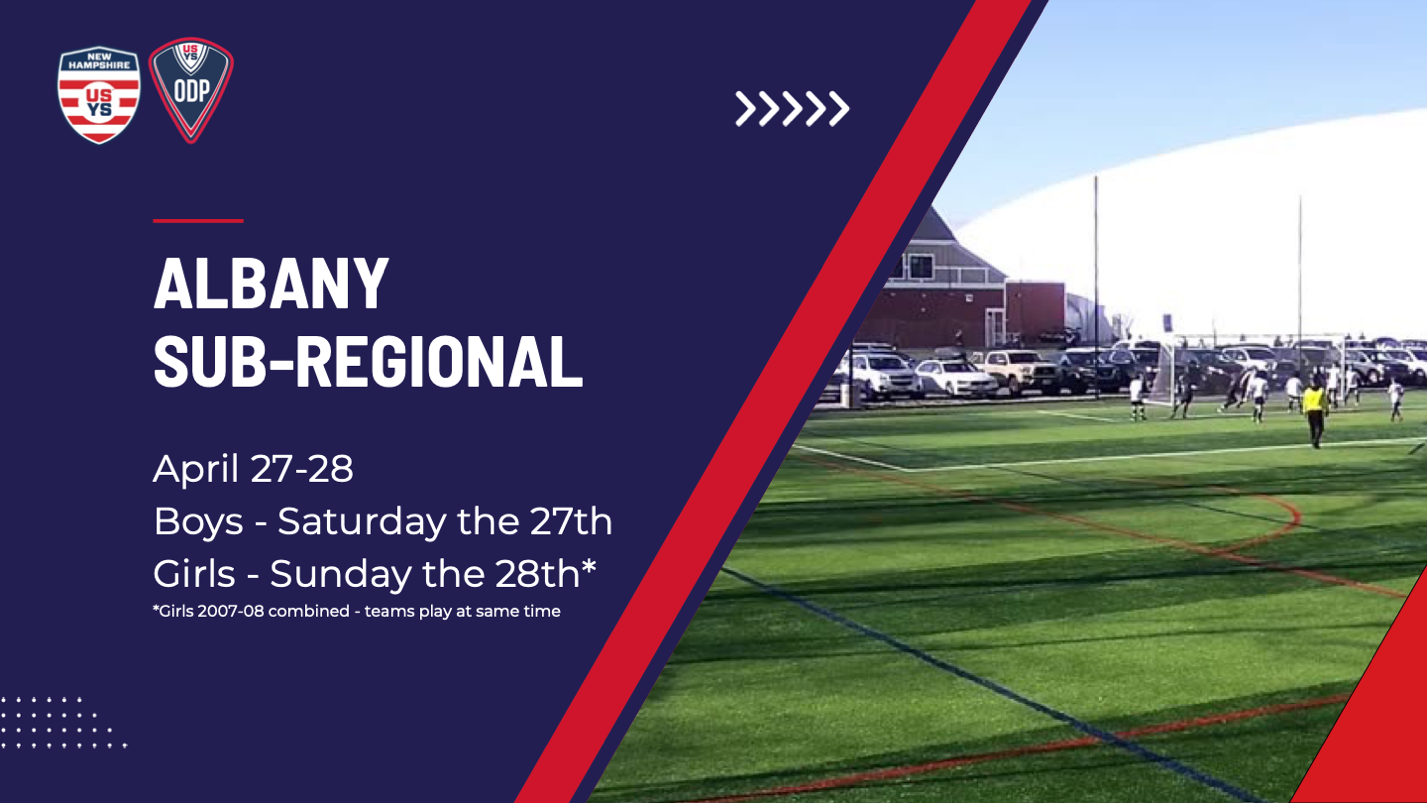 NEW
HAMPSHIRE
US
YS
US
YS
ODP
ALBANY
SUB-REGIONAL
April 27-28
Boys - Saturday the 27th
Girls - Sunday the 28th*
*Girls 2007-08 combined - teams play at same time